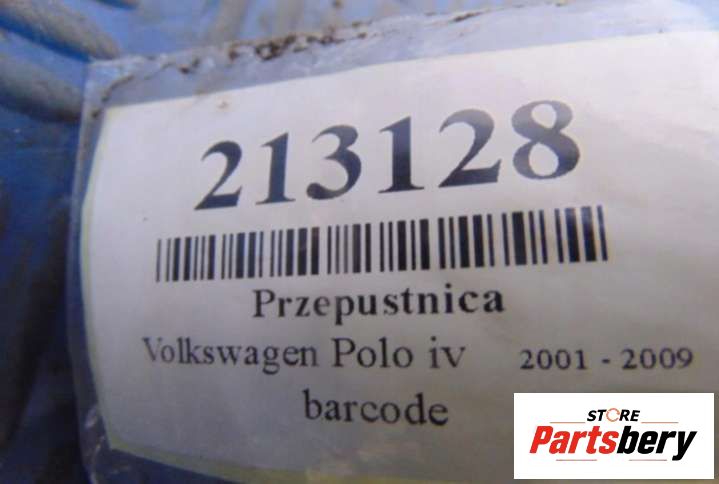 213128
Przepustnica
Volkswagen Polo iv 2001 - 2009
barcode
STORE
Partsbery